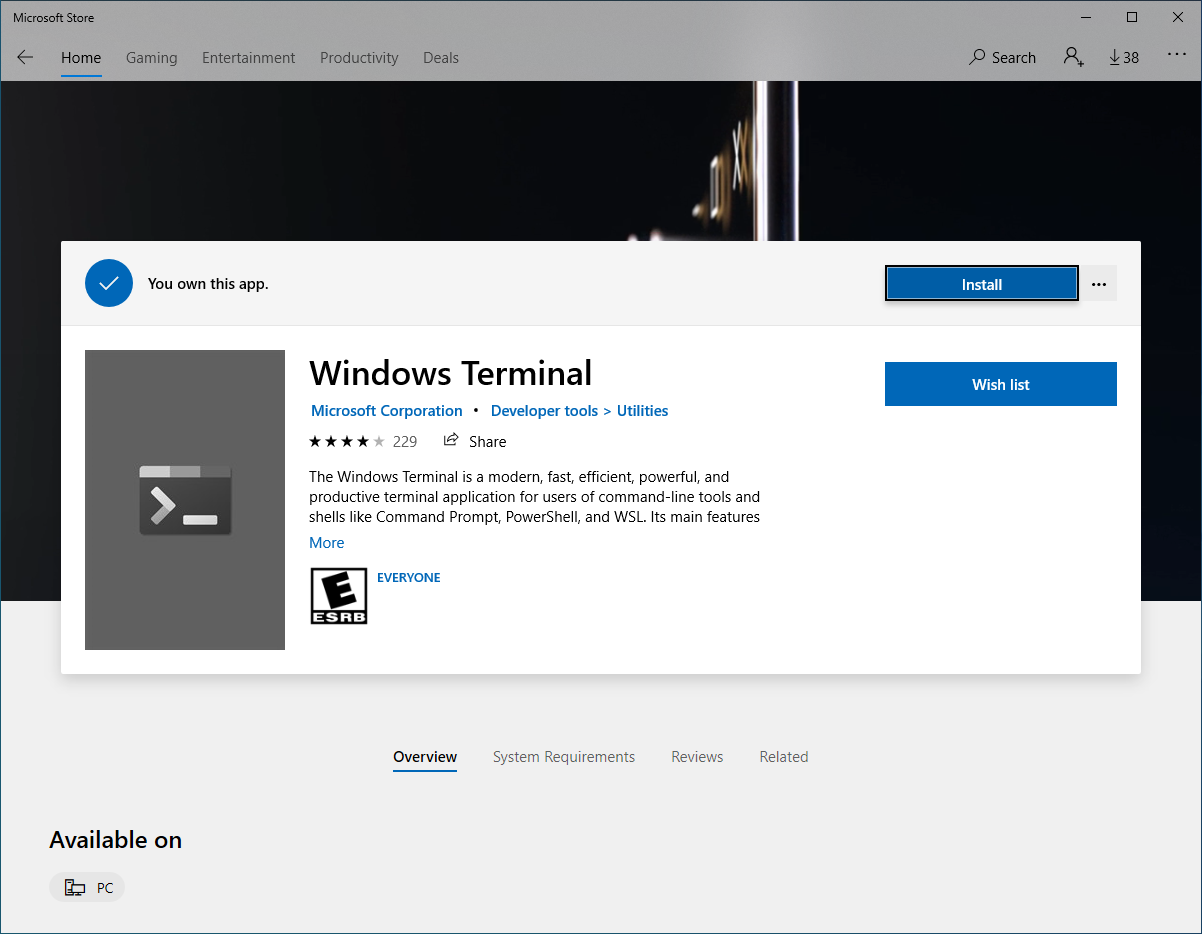 Microsoft Store
Home Gaming Entertainment Productivity Deals Search 38 ...
You own this app. Install ...
Windows Terminal Wish list
Microsoft Corporation • Developer tools > Utilities
★★★★★ 229 Share
The Windows Terminal is a modern, fast, efficient, powerful, and
productive terminal application for users of command-line tools and
shells like Command Prompt, PowerShell, and WSL. Its main features
More
E EVERYONE
ESRB
Overview System Requirements Reviews Related
Available on
PC